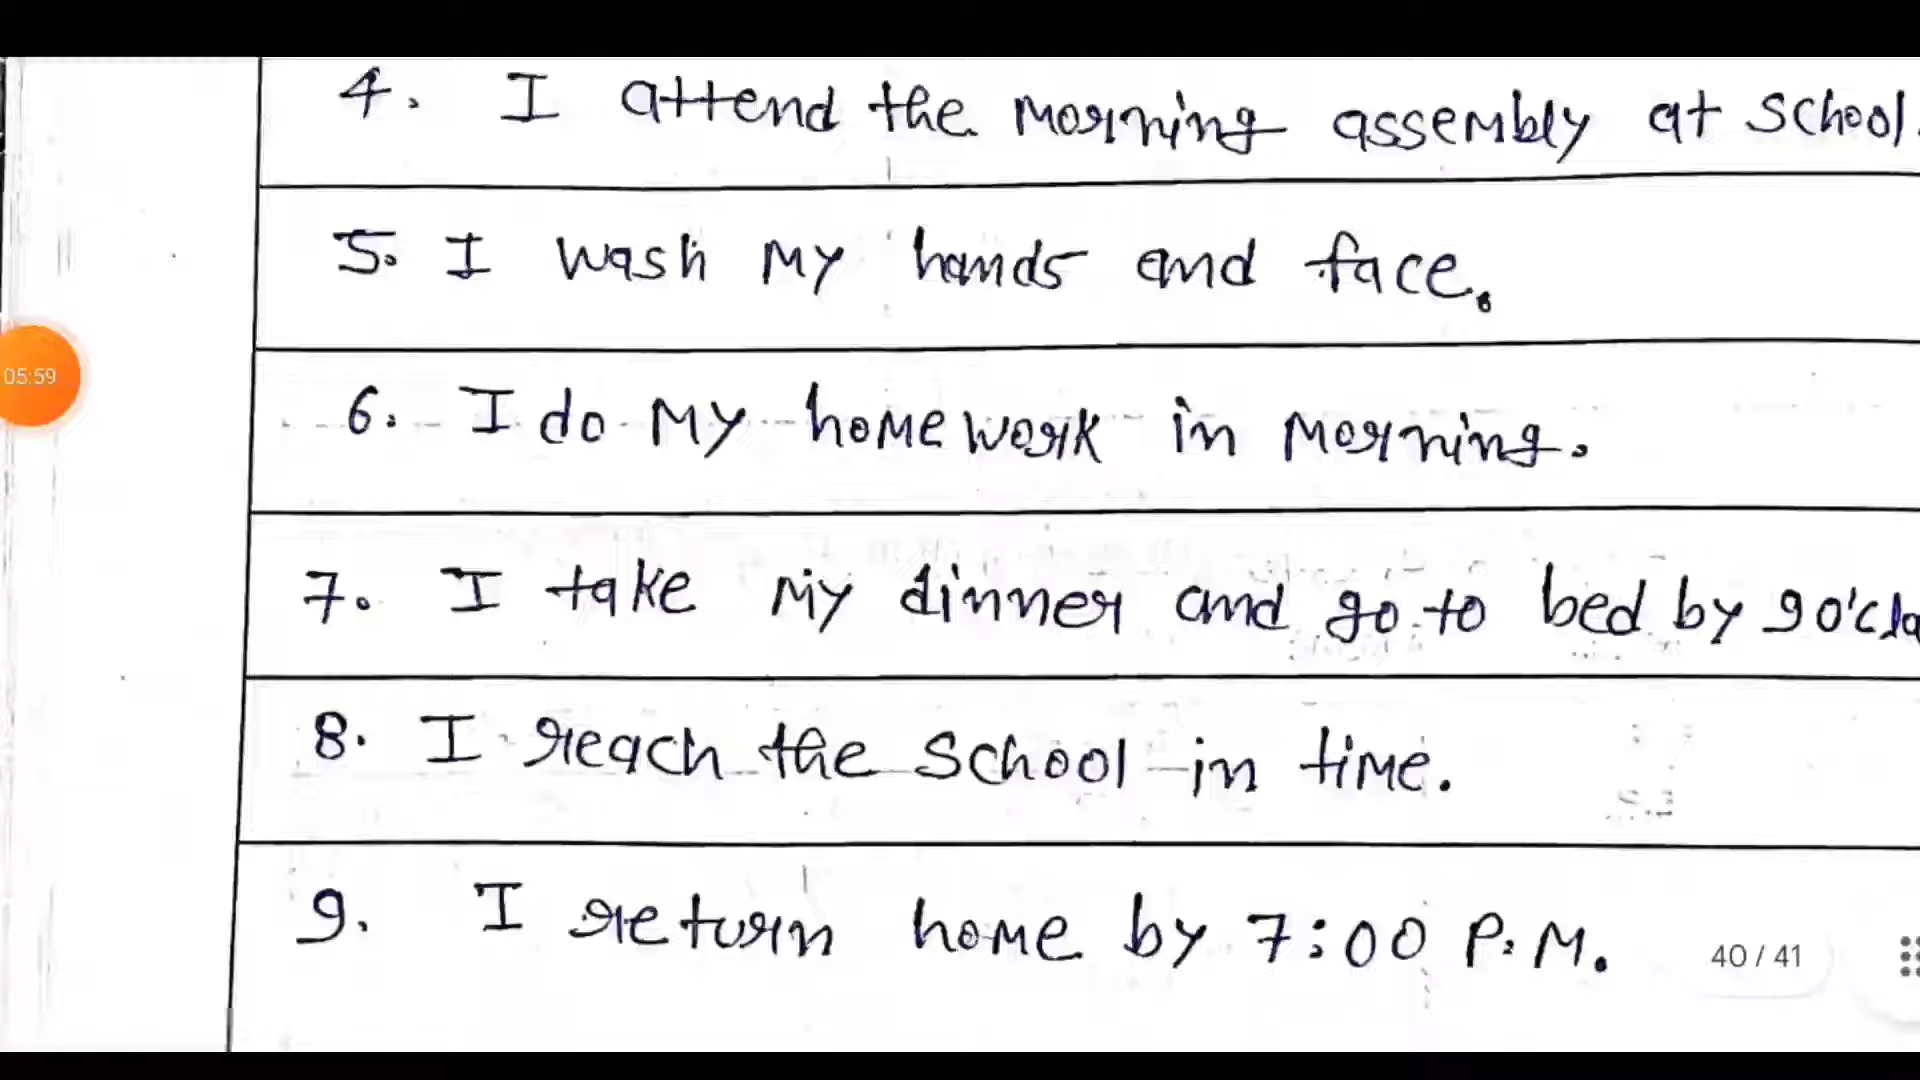 4. I attend the morning assembly at school.
5. I wash my hands and face.
05:59
6. I do my homework in morning.
7. I take my dinner and go to bed by 9 o'clo
8. I reach the school in time.
9. I return home by 7:00 P.M.
40 / 41